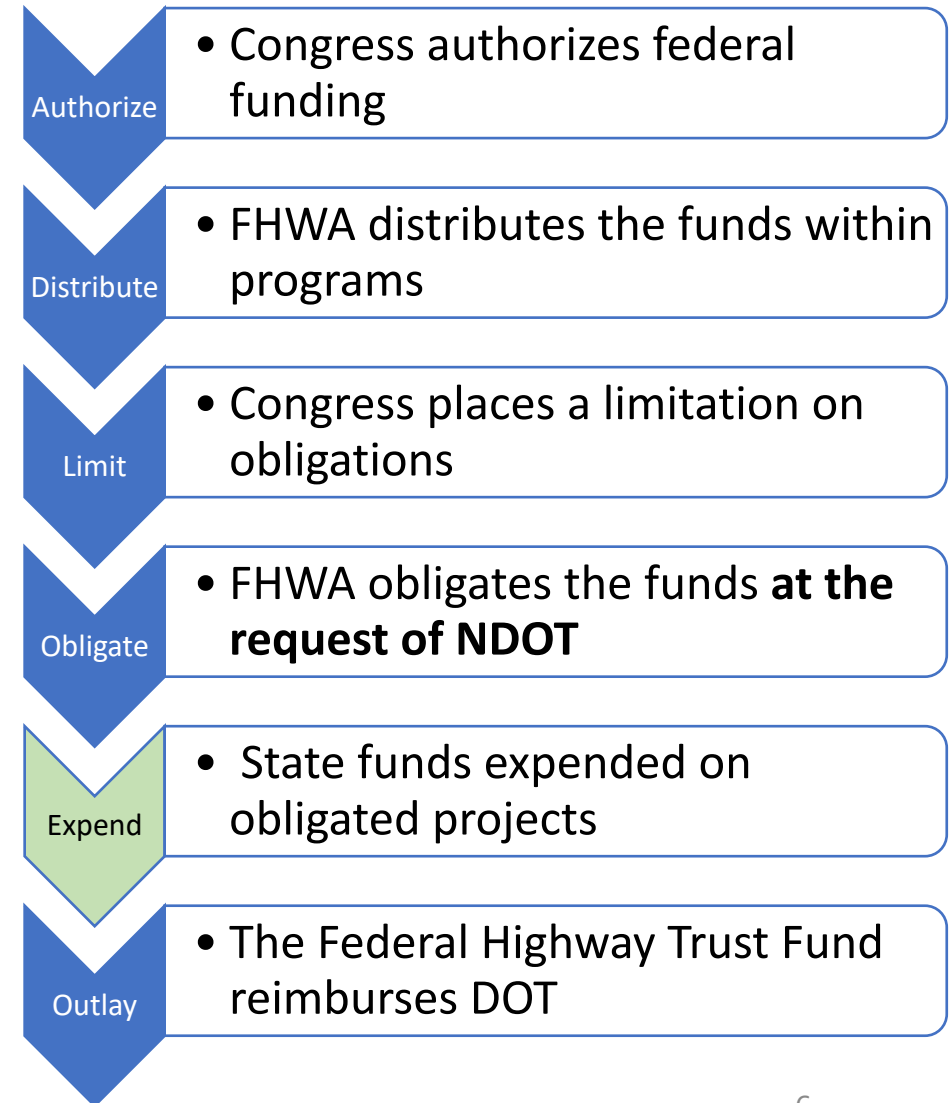 Authorize
• Congress authorizes federal
funding
Distribute
• FHWA distributes the funds within
programs
Limit
• Congress places a limitation on
obligations
Obligate
• FHWA obligates the funds at the
request of NDOT
Expend
• State funds expended on
obligated projects
Outlay
• The Federal Highway Trust Fund
reimburses DOT